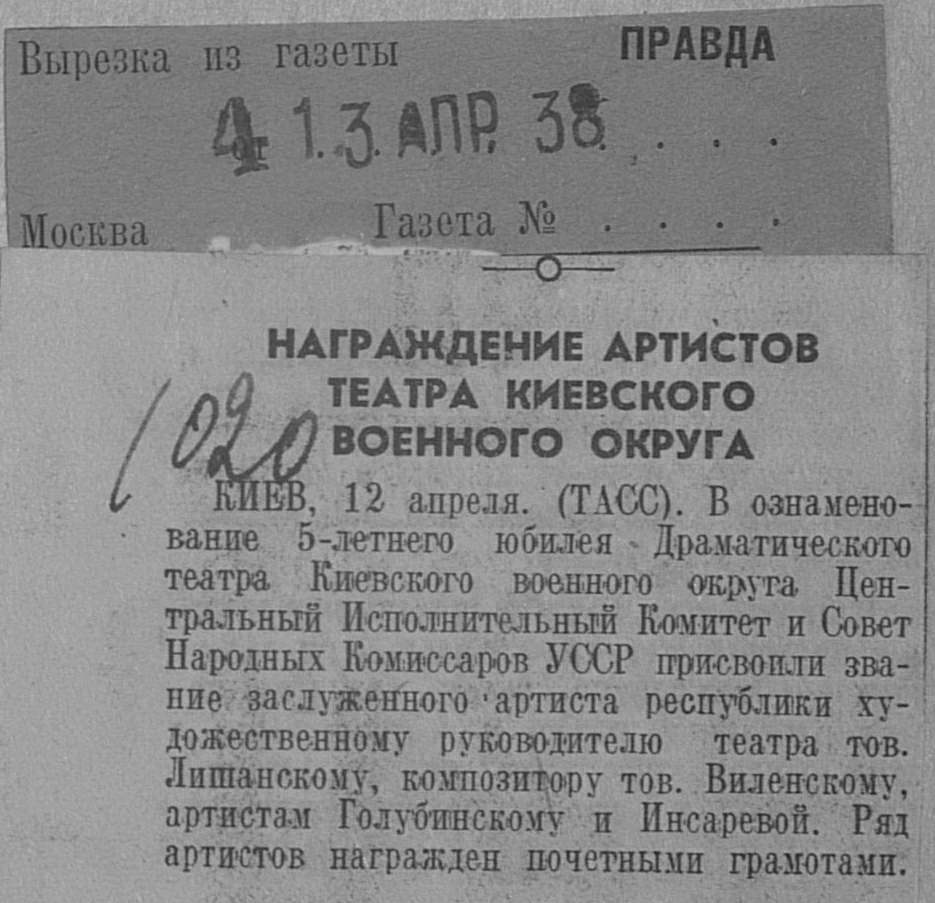 Вырезка из газеты ПРАВДА
от 13 АПР. 38 . . . .
Москва Газета № . . . .
НАГРАЖДЕНИЕ АРТИСТОВ
ТЕАТРА КИЕВСКОГО
ВОЕННОГО ОКРУГА
1020
КИЕВ, 12 апреля. (ТАСС). В ознамено-
вание 5-летнего юбилея Драматического
театра Киевского военного округа Цен-
тральный Исполнительный Комитет и Совет
Народных Комиссаров УССР присвоили зва-
ние заслуженного артиста республики ху-
дожественному руководителю театра тов.
Лишанскому, композитору тов. Виленскому,
артистам Голубинскому и Инсаревой. Ряд
артистов награжден почетными грамотами.